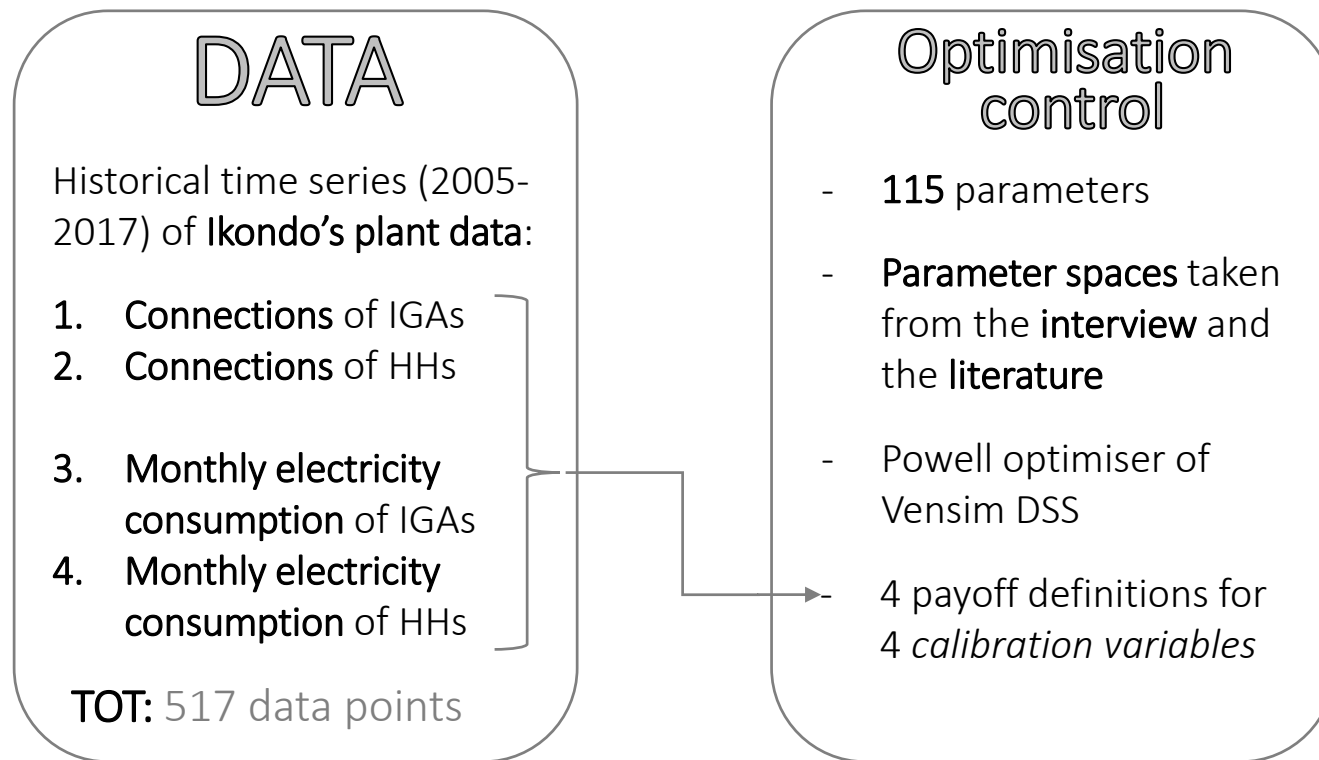 DATA
Historical time series (2005-
2017) of Ikondo’s plant data:
1. Connections of IGAs
2. Connections of HHs
3. Monthly electricity
consumption of IGAs
4. Monthly electricity
consumption of HHs
TOT: 517 data points
Optimisation
control
- 115 parameters
- Parameter spaces taken
from the interview and
the literature
- Powell optimiser of
Vensim DSS
- 4 payoff definitions for
4 calibration variables